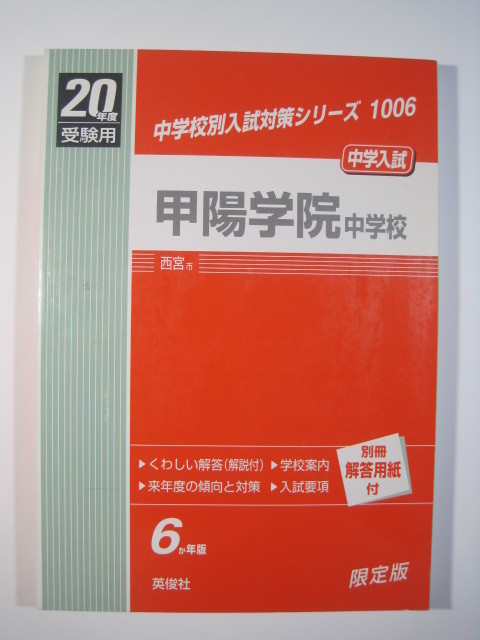 20年度
受験用
中学校別入試対策シリーズ 1006
中学入試
甲陽学院中学校
西宮市
▶くわしい解答(解説付) ▶学校案内
▶来年度の傾向と対策 ▶入試要項
別冊
解答用紙
付
6か年版
英俊社
限定版